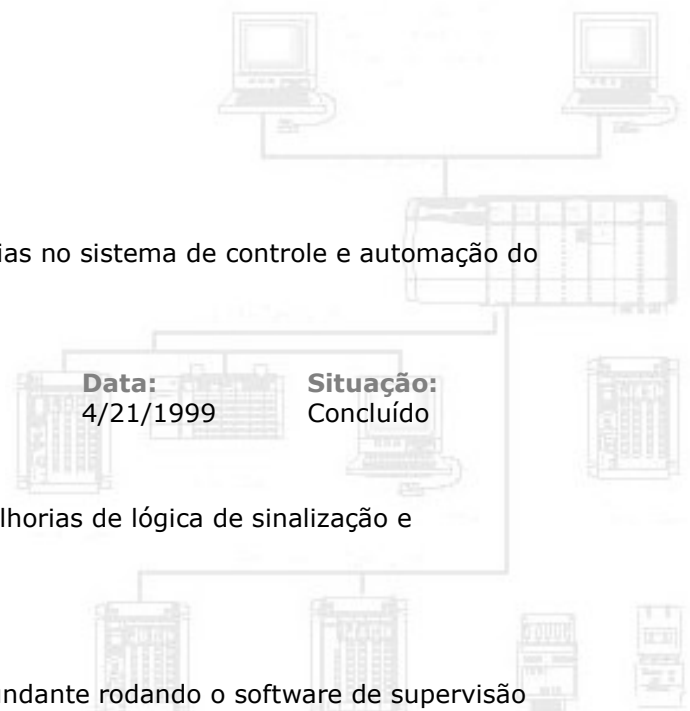 ias no sistema de controle e automação do
Data: Situação:
4/21/1999 Concluído
lhorias de lógica de sinalização e
undante rodando o software de supervisão